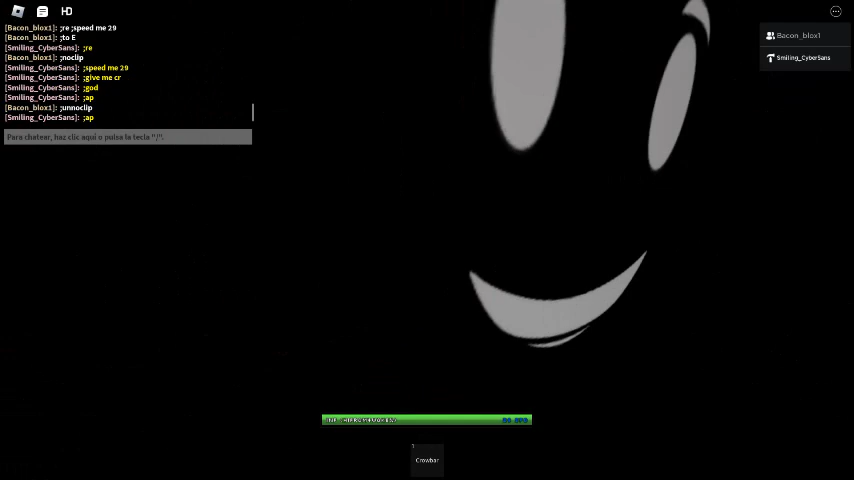 HD
[Bacon_blox1]: ;re ;speed me 29
[Bacon_blox1]: ;to E
[Smiling_CyberSans]: ;re
[Bacon_blox1]: ;noclip
[Smiling_CyberSans]: ;speed me 29
[Smiling_CyberSans]: ;give me cr
[Smiling_CyberSans]: ;god
[Smiling_CyberSans]: ;ap
[Bacon_blox1]: ;unnoclip
[Smiling_CyberSans]: ;ap
Para chatear, haz clic aquí o pulsa la tecla "/".
Bacon_blox1
Smiling_CyberSans
1
Crowbar